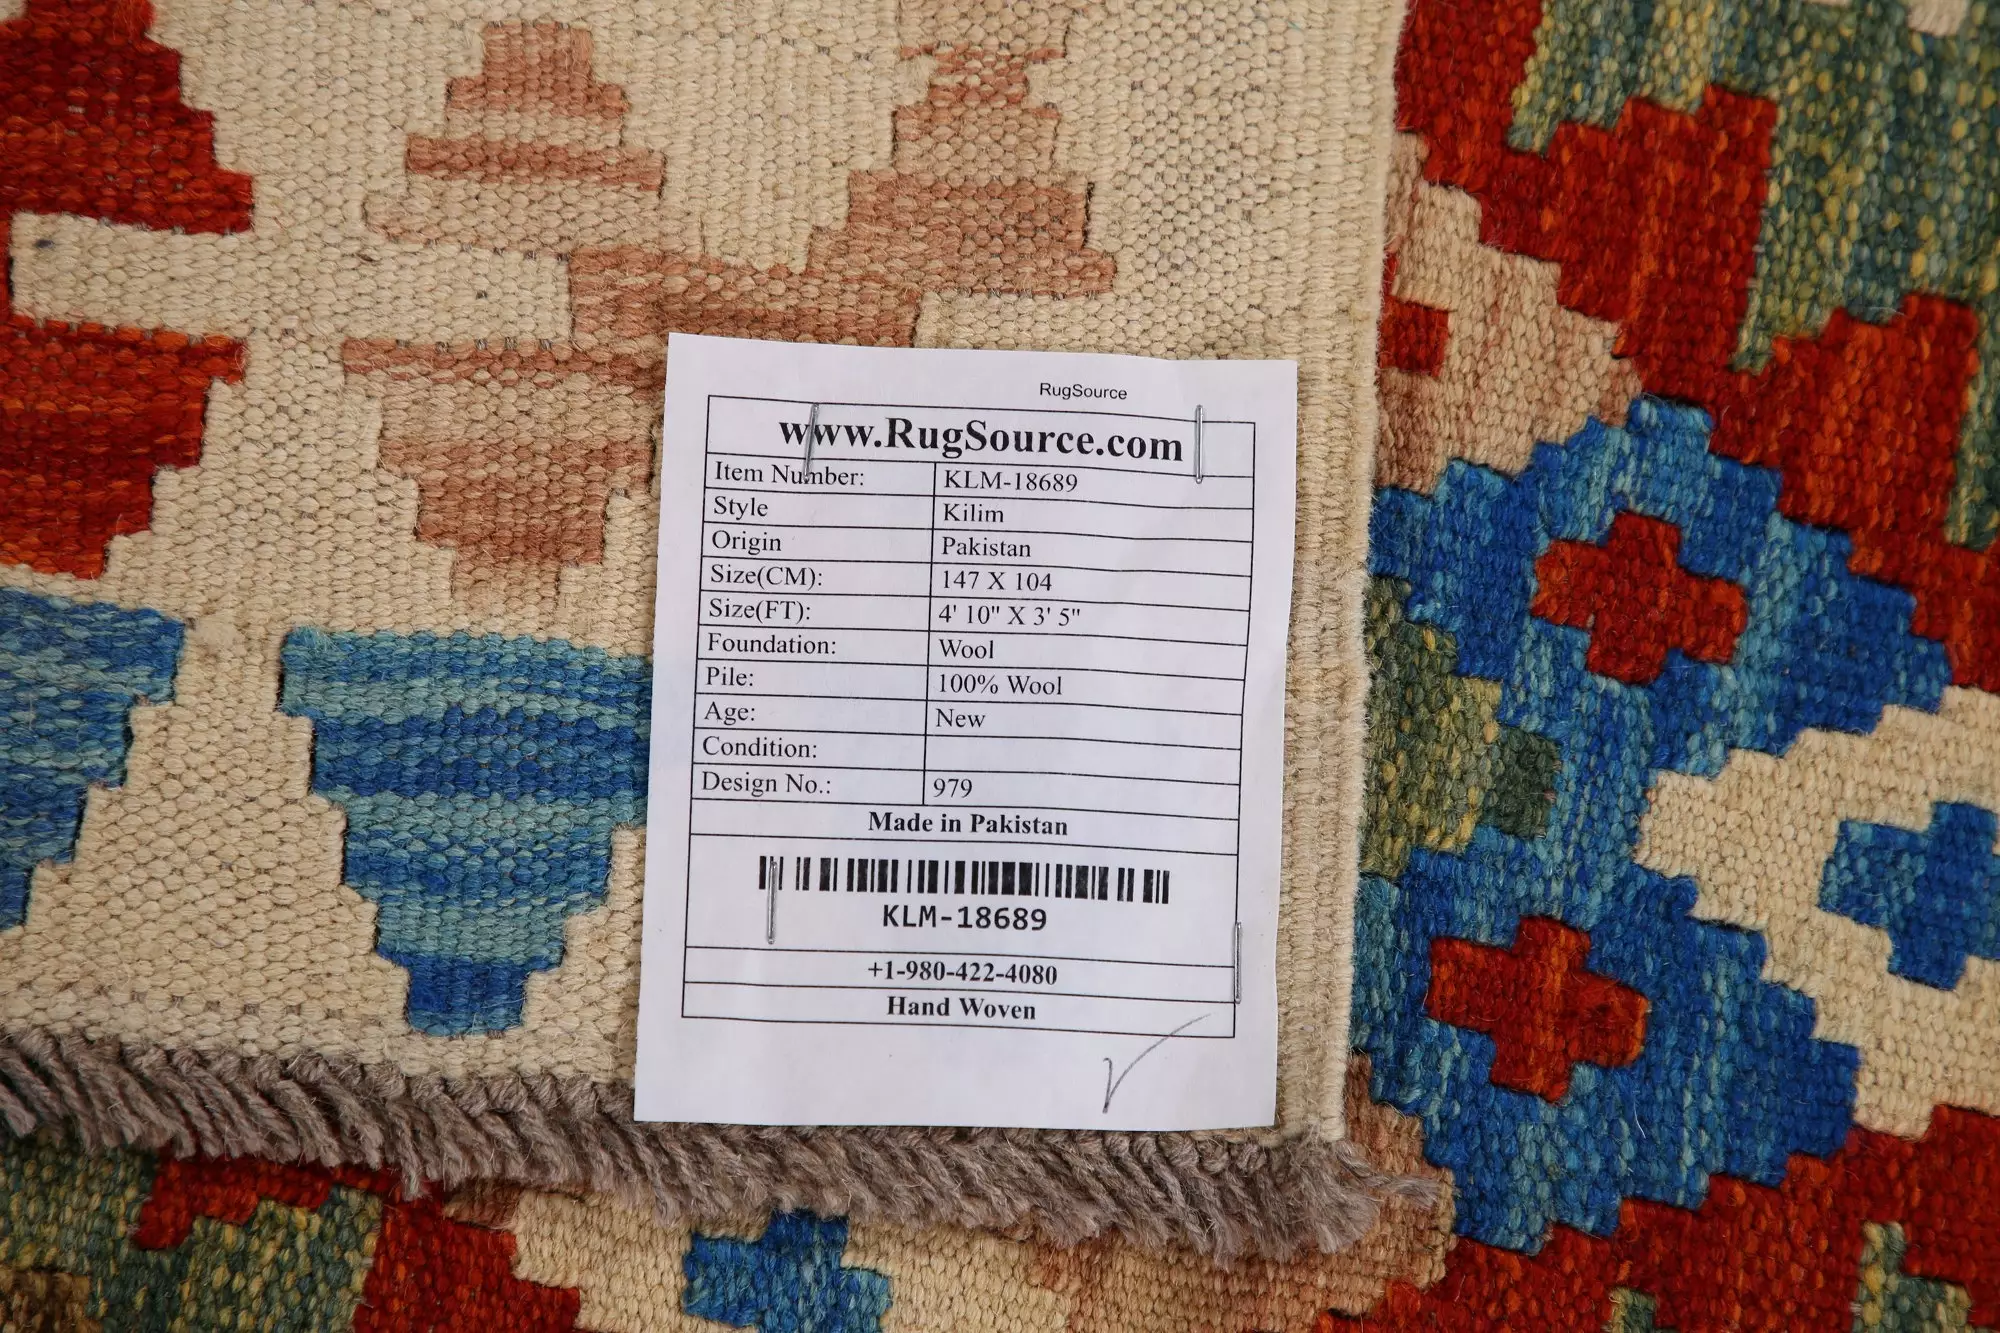 RugSource
www.RugSource.com
Item Number: KLM-18689
Style Kilim
Origin Pakistan
Size(CM): 147 X 104
Size(FT): 4' 10" X 3' 5"
Foundation: Wool
Pile: 100% Wool
Age: New
Condition:
Design No.: 979
Made in Pakistan
KLM-18689
+1-980-422-4080
Hand Woven